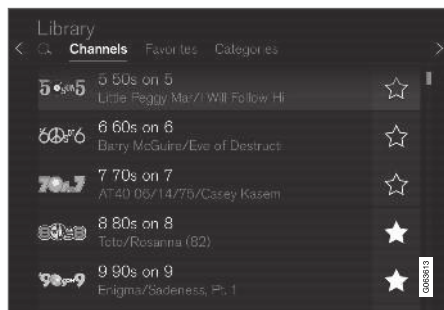 Library
Channels Favorites Categories
5 50s on 5
Little Peggy Mar/I Will Follow Hi
6 60s on 6
Barry McGuire/Eve of Destructi
7 70s on 7
AT40 06/14/75/Casey Kasem
8 80s on 8
Toto/Rosanna (82)
9 90s on 9
Enigma/Sadeness, Pt. 1
G063613